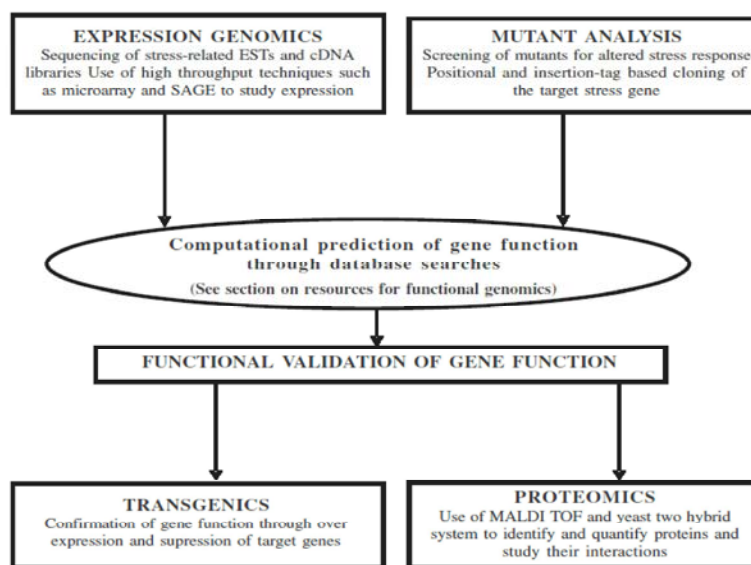 EXPRESSION GENOMICS
Sequencing of stress-related ESTs and cDNA
libraries Use of high throughput techniques such
as microarray and SAGE to study expression
MUTANT ANALYSIS
Screening of mutants for altered stress response
Positional and insertion-tag based cloning of
the target stress gene
Computational prediction of gene function
through database searches
(See section on resources for functional genomics)
FUNCTIONAL VALIDATION OF GENE FUNCTION
TRANSGENICS
Confirmation of gene function through over
expression and supression of target genes
PROTEOMICS
Use of MALDI TOF and yeast two hybrid
system to identify and quantify proteins and
study their interactions